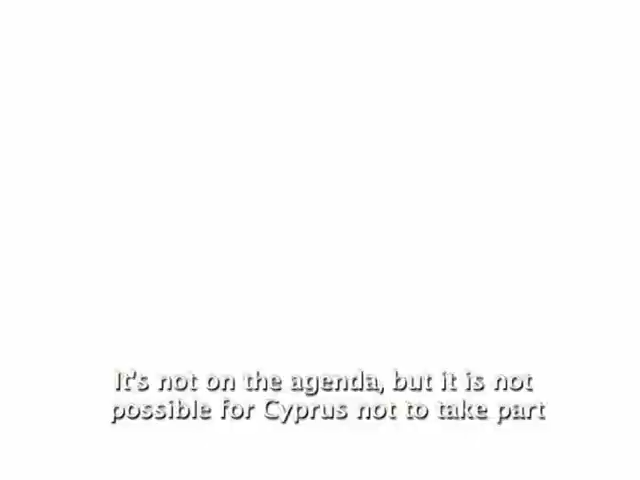 It's not on the agenda, but it is not
possible for Cyprus not to take part